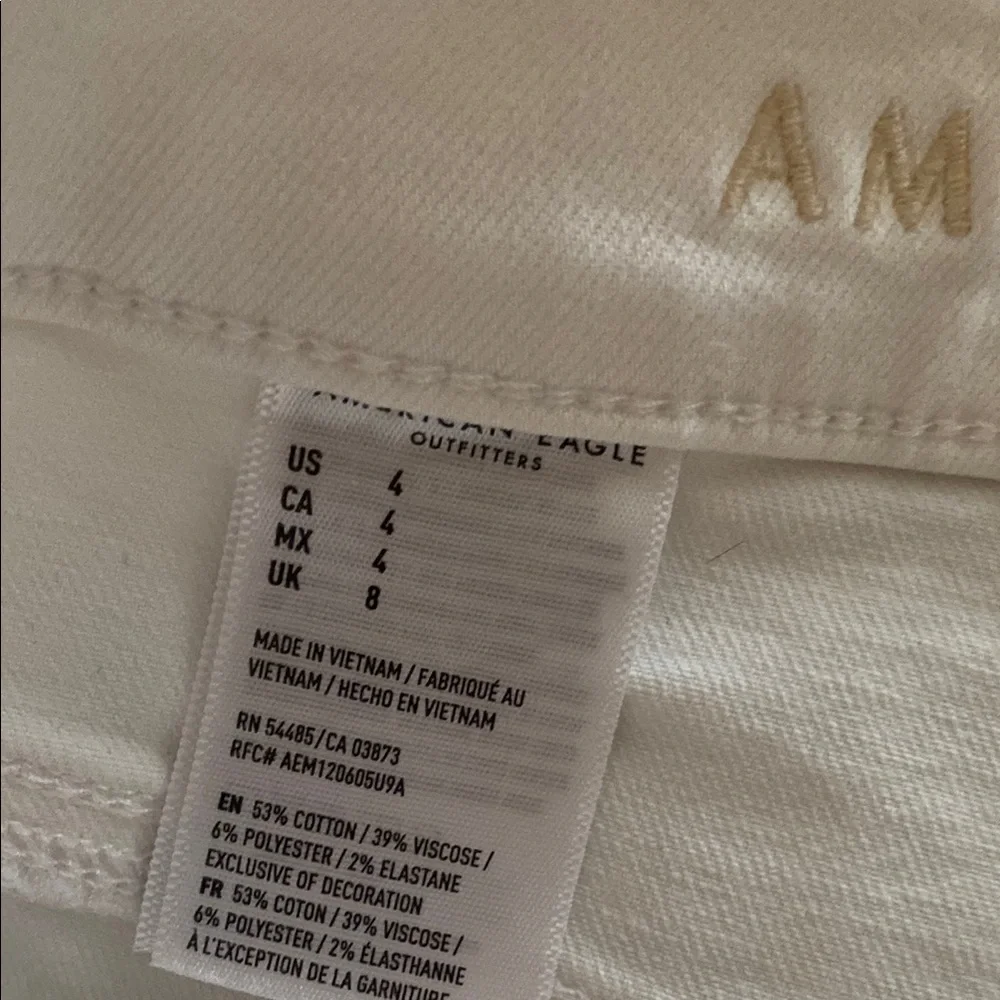 AM
AMERICAN EAGLE
OUTFITTERS
US 4
CA 4
MX 4
UK 8
MADE IN VIETNAM / FABRIQUÉ AU
VIETNAM / HECHO EN VIETNAM
RN 54485/CA 03873
RFC# AEM120605U9A
EN 53% COTTON / 39% VISCOSE /
6% POLYESTER / 2% ELASTANE
EXCLUSIVE OF DECORATION
FR 53% COTON / 39% VISCOSE /
6% POLYESTER / 2% ÉLASTHANNE
À L'EXCEPTION DE LA GARNITURE